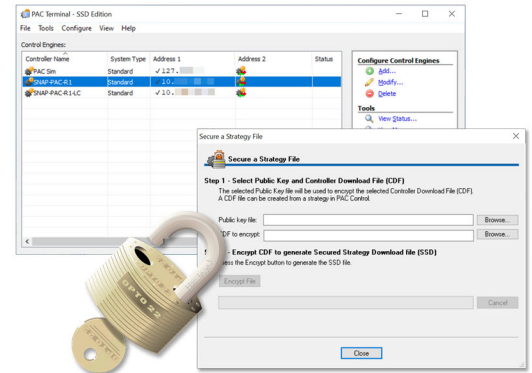 PAC Terminal - SSD Edition
File Tools Configure View Help
Control Engines:
Controller Name System Type Address 1 Address 2 Status
PAC Sim Standard ✓127.
SNAP-PAC-R1 Standard ✓10.
SNAP-PAC-R1-LC Standard ✓10.
Configure Control Engines
Add...
Modify...
Delete
Tools
View Status...
Secure a Strategy File
Secure a Strategy File
Step 1 - Select Public Key and Controller Download File (CDF)
The selected Public Key file will be used to encrypt the selected Controller Download File (CDF).
A CDF file can be created from a strategy in PAC Control.
Public key file: Browse...
CDF to encrypt: Browse...
- Encrypt CDF to generate Secured Strategy Download file (SSD)
the Encrypt button to generate the SSD file.
Encrypt File
Cancel
Close
OPTO 22